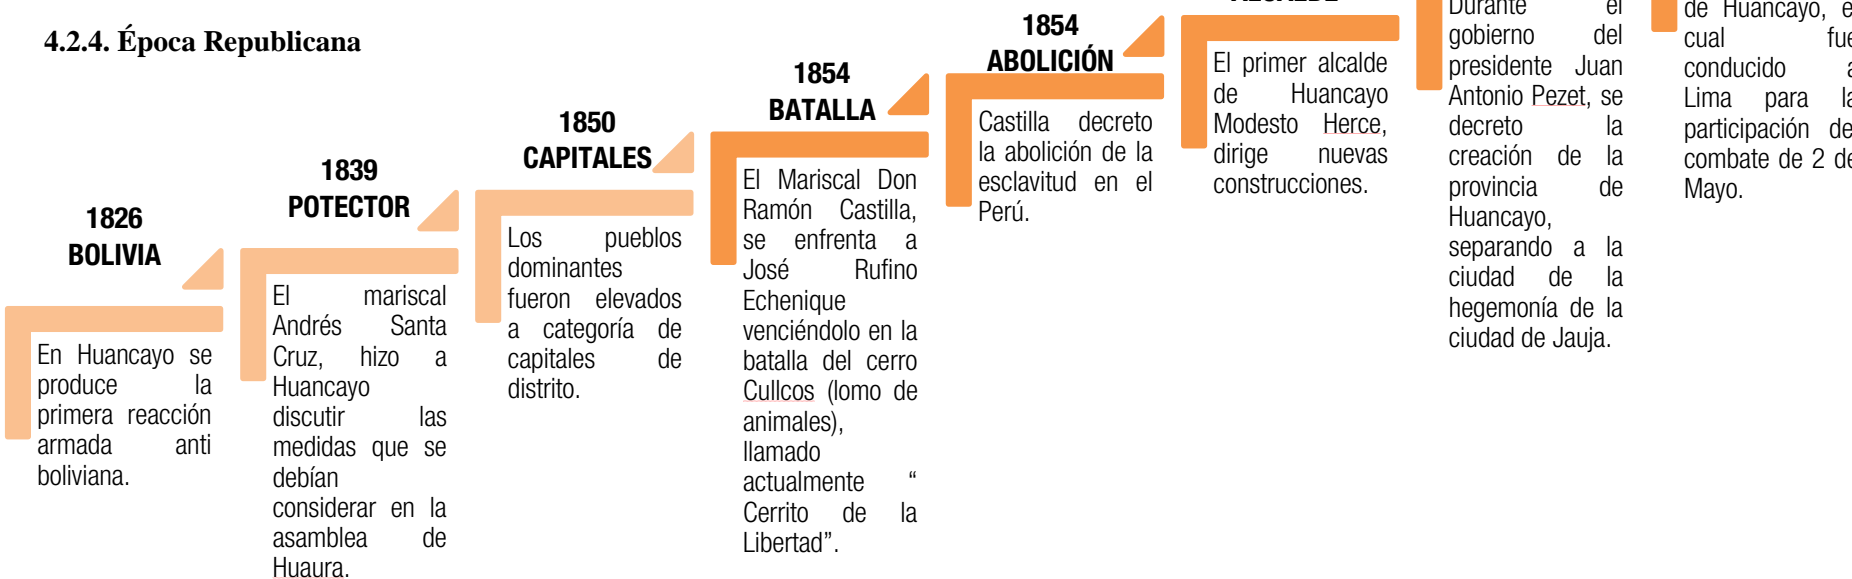 4.2.4. Época Republicana
1826
BOLIVIA
En Huancayo se
produce la
primera reacción
armada anti
boliviana.
1839
POTECTOR
El mariscal
Andrés Santa
Cruz, hizo a
Huancayo
discutir las
medidas que se
debían
considerar en la
asamblea de
Huaura.
1850
CAPITALES
Los pueblos
dominantes
fueron elevados
a categoría de
capitales de
distrito.
1854
BATALLA
El Mariscal Don
Ramón Castilla,
se enfrenta a
José Rufino
Echenique
venciéndolo en la
batalla del cerro
Cullcos (lomo de
animales),
llamado
actualmente “
Cerrito de la
Libertad”.
1854
ABOLICIÓN
Castilla decreto
la abolición de la
esclavitud en el
Perú.
El primer alcalde
de Huancayo
Modesto Herce,
dirige nuevas
construcciones.
Durante el
gobierno del
presidente Juan
Antonio Pezet, se
decreto la
creación de la
provincia de
Huancayo,
separando a la
ciudad de la
hegemonía de la
ciudad de Jauja.
de Huancayo,
cual
conducido
Lima para
participación
combate de 2
Mayo.